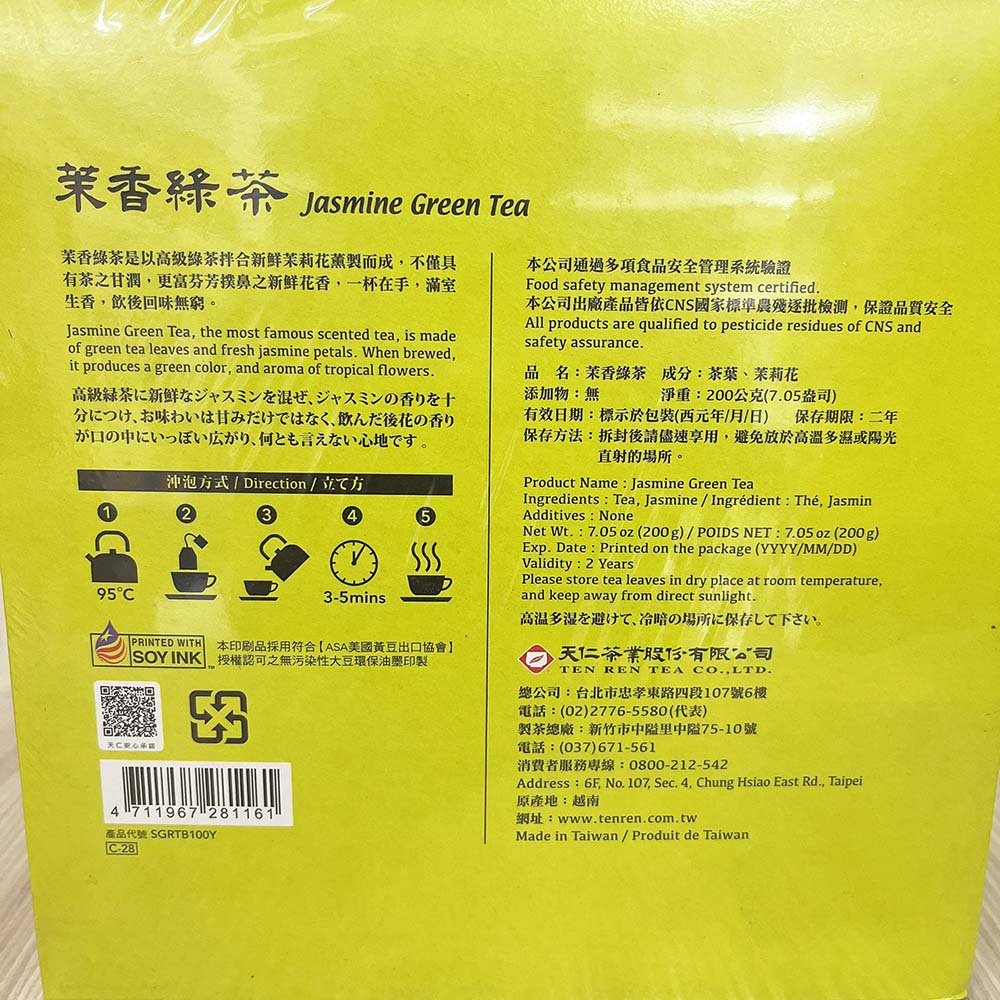 茉香綠茶 Jasmine Green Tea
茉香綠茶是以高級綠茶拌合新鮮茉莉花薰製而成，不僅具
有茶之甘潤，更富芬芳撲鼻之新鮮花香，一杯在手，滿室
生香，飲後回味無窮。
Jasmine Green Tea, the most famous scented tea, is made
of green tea leaves and fresh jasmine petals. When brewed,
it produces a green color, and aroma of tropical flowers.
高級緑茶に新鮮なジャスミンを混ぜ、ジャスミンの香りを十
分につけ、お味わいは甘みだけではなく、飲んだ後花の香り
が口の中にいっぽい広がり、何とも言えない心地です。
沖泡方式 / Direction / 立て方
1 2 3 4 5
95°C 3-5mins
PRINTED WITH
SOY INK TM
本印刷品採用符合【ASA美國黃豆出口協會】
授權認可之無污染性大豆環保油墨印製
天仁安心承諾
4 711967 281161
產品代號 SGRTB100Y
C-28
本公司通過多項食品安全管理系統驗證
Food safety management system certified.
本公司出廠產品皆依CNS國家標準農殘逐批檢測，保證品質安全
All products are qualified to pesticide residues of CNS and
safety assurance.
品 名：茉香綠茶 成分：茶葉、茉莉花
添加物：無 淨重：200公克(7.05盎司)
有效日期：標示於包裝(西元年/月/日) 保存期限：二年
保存方法：拆封後請儘速享用，避免放於高溫多濕或陽光
直射的場所。
Product Name : Jasmine Green Tea
Ingredients : Tea, Jasmine / Ingrédient : Thé, Jasmin
Additives : None
Net Wt. : 7.05 oz (200 g) / POIDS NET : 7.05 oz (200 g)
Exp. Date : Printed on the package (YYYY/MM/DD)
Validity : 2 Years
Please store tea leaves in dry place at room temperature,
and keep away from direct sunlight.
高温多湿を避けて、冷暗の場所に保存して下さい。
天仁茶業股份有限公司
TEN REN TEA CO.,LTD.
總公司：台北市忠孝東路四段107號6樓
電話：(02)2776-5580(代表)
製茶總廠：新竹市中隘里中隘75-10號
電話：(037)671-561
消費者服務專線：0800-212-542
Address : 6F, No. 107, Sec. 4, Chung Hsiao East Rd., Taipei
原產地：越南
網址：www.tenren.com.tw
Made in Taiwan / Produit de Taiwan